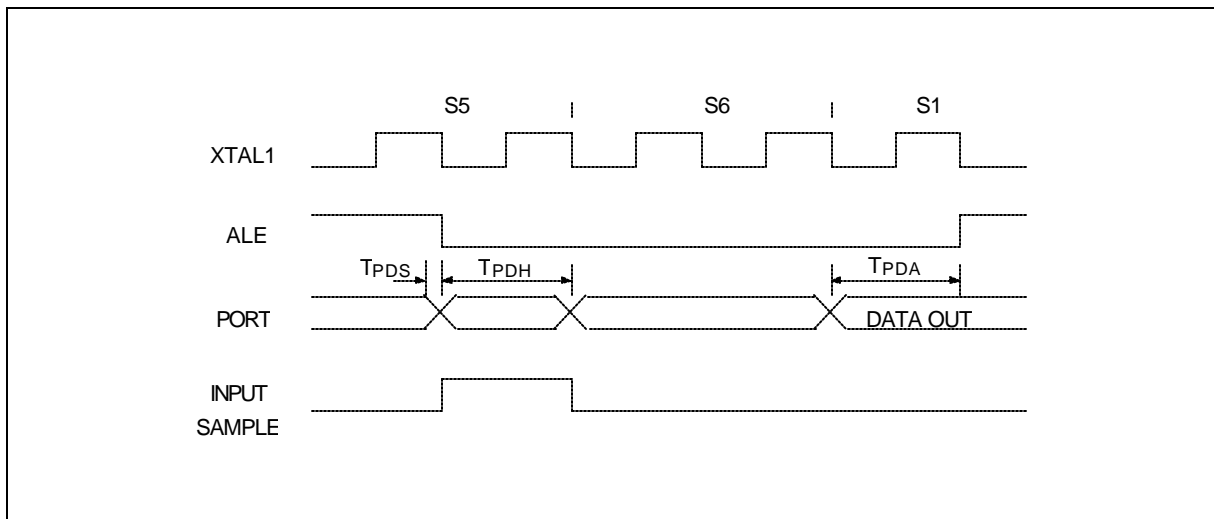 S5 S6 S1
XTAL1
ALE
TPDS TPDH TPDA
PORT DATA OUT
INPUT
SAMPLE